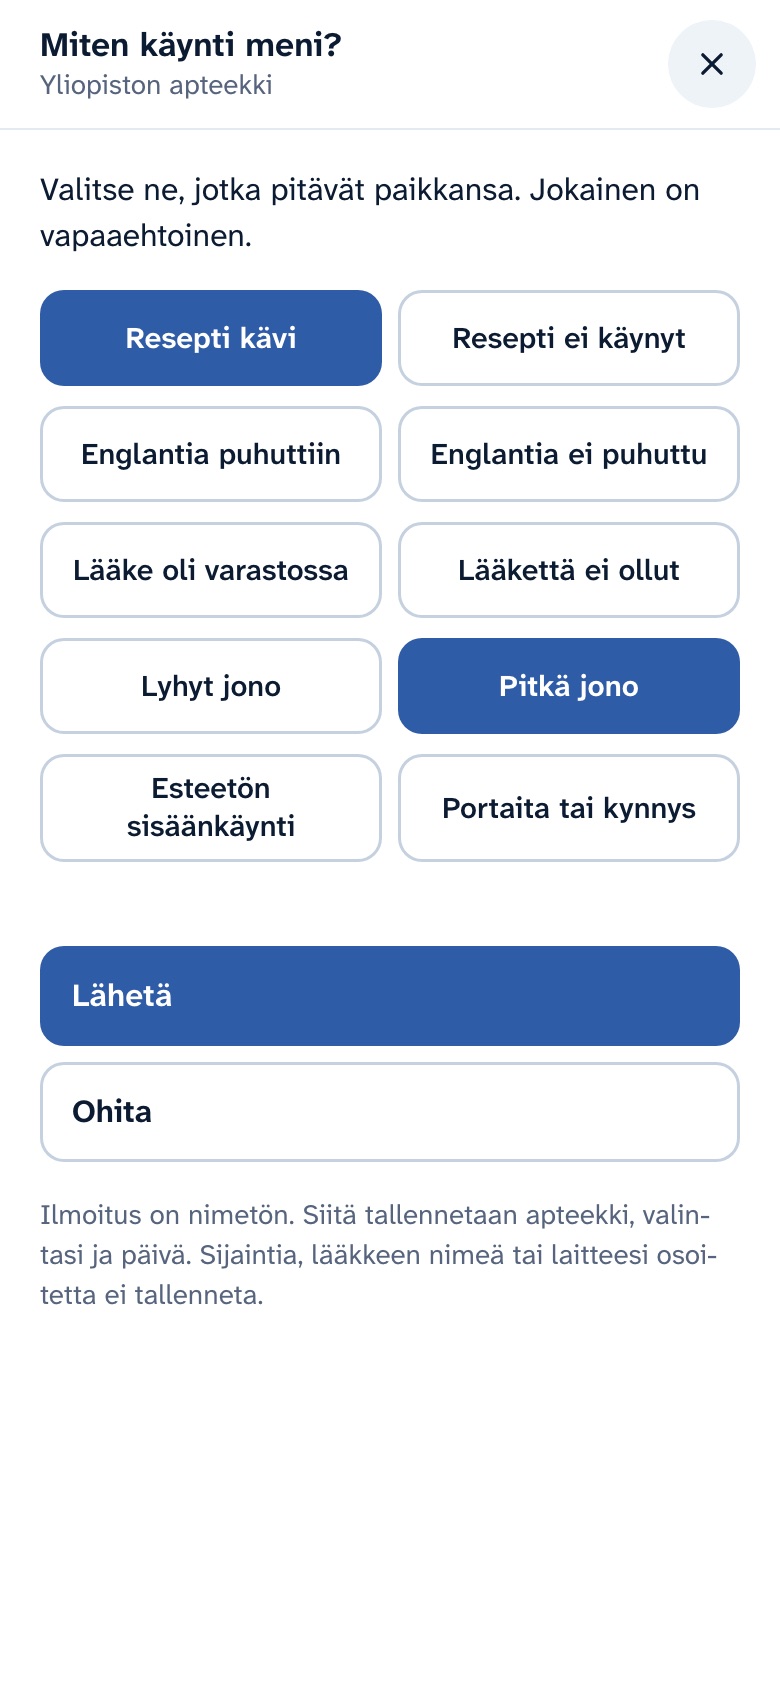 Miten käynti meni?
Yliopiston apteekki
Valitse ne, jotka pitävät paikkansa. Jokainen on
vapaaehtoinen.
Resepti kävi
Resepti ei käynyt
Englantia puhuttiin
Englantia ei puhuttu
Lääke oli varastossa
Lääkettä ei ollut
Lyhyt jono
Pitkä jono
Esteetön
sisäänkäynti
Portaita tai kynnys
Lähetä
Ohita
Ilmoitus on nimetön. Siitä tallennetaan apteekki, valin-
tasi ja päivä. Sijaintia, lääkkeen nimeä tai laitteesi osoi-
tetta ei tallenneta.